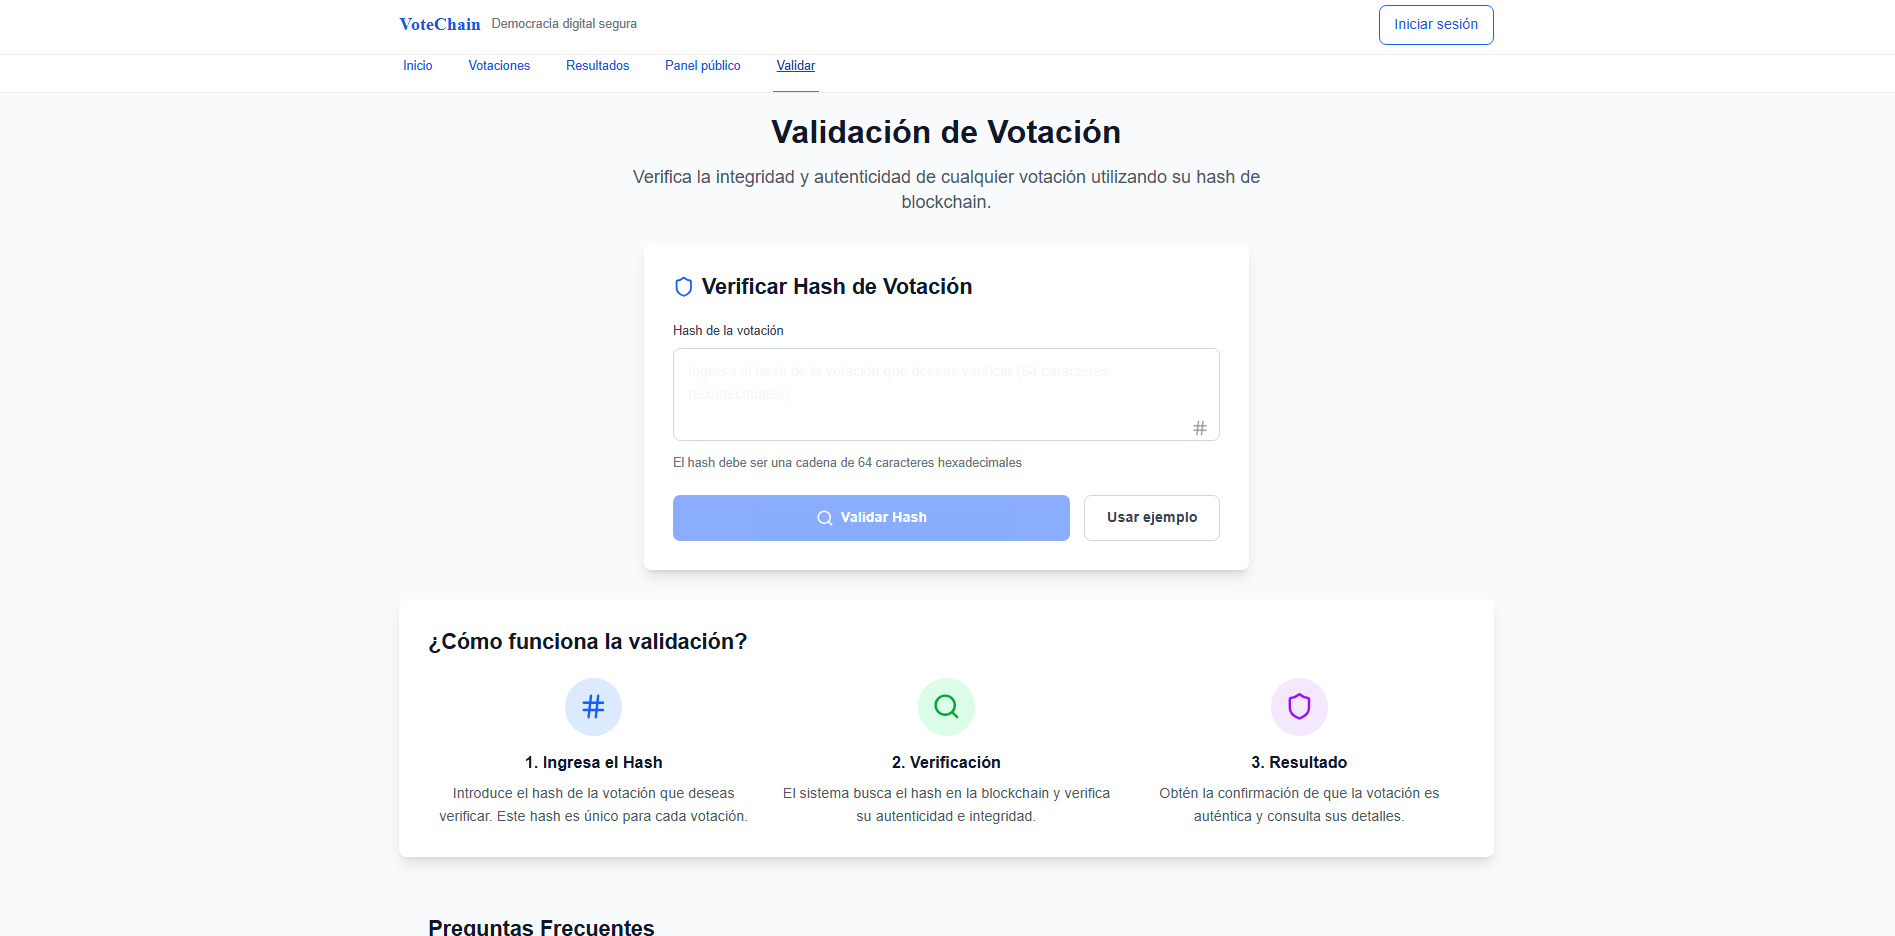 VoteChain Democracia digital segura Iniciar sesión
Inicio Votaciones Resultados Panel público Validar
Validación de Votación
Verifica la integridad y autenticidad de cualquier votación utilizando su hash de
blockchain.
Verificar Hash de Votación
Hash de la votación
Ingresa el hash de la votación que deseas verificar (64 caracteres
hexadecimales)
El hash debe ser una cadena de 64 caracteres hexadecimales
Validar Hash Usar ejemplo
¿Cómo funciona la validación?
1. Ingresa el Hash
Introduce el hash de la votación que deseas
verificar. Este hash es único para cada votación.
2. Verificación
El sistema busca el hash en la blockchain y verifica
su autenticidad e integridad.
3. Resultado
Obtén la confirmación de que la votación es
auténtica y consulta sus detalles.
Preguntas Frecuentes